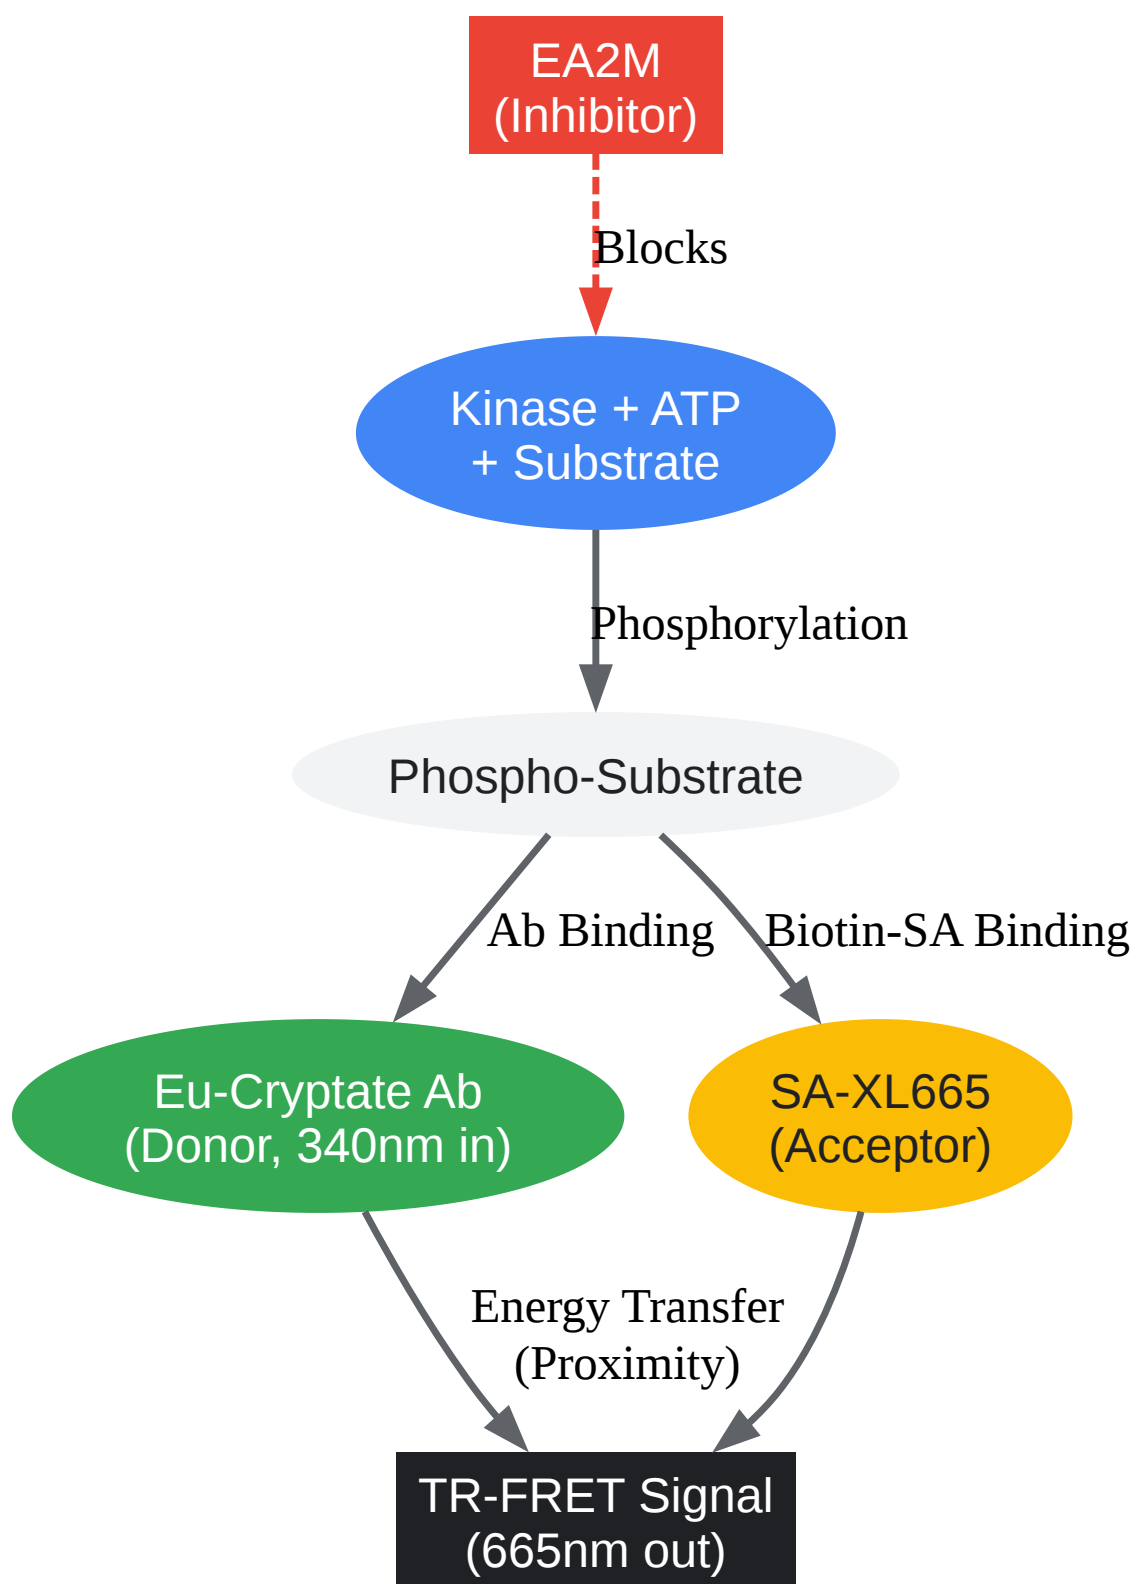 EA2M
(Inhibitor)
Blocks
Kinase + ATP
+ Substrate
Phosphorylation
Phospho-Substrate
Ab Binding
Biotin-SA Binding
Eu-Cryptate Ab
(Donor, 340nm in)
SA-XL665
(Acceptor)
Energy Transfer
(Proximity)
TR-FRET Signal
(665nm out)